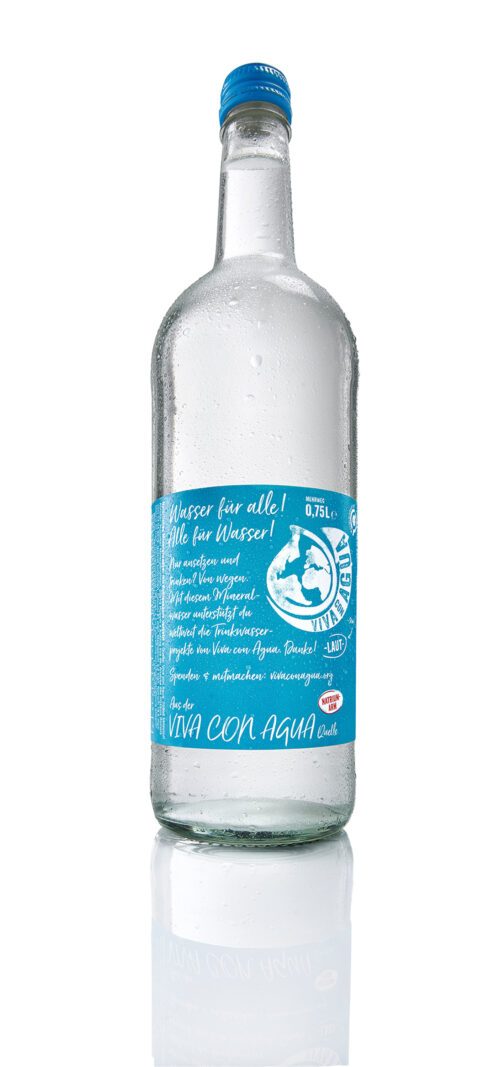 Wasser für alle!
Alle für Wasser!
MEHRWEG
0,75L e
Nur ansetzen und
trinken? Von wegen.
Mit diesem Mineral-
wasser unterstützt du
weltweit die Trinkwasser-
projekte von Viva con Agua. Danke!
Spenden & mitmachen: vivaconagua.org
VIVA CON AGUA
-LAUT-
NATRIUM-
ARM
Aus der
VIVA CON AGUA Quelle